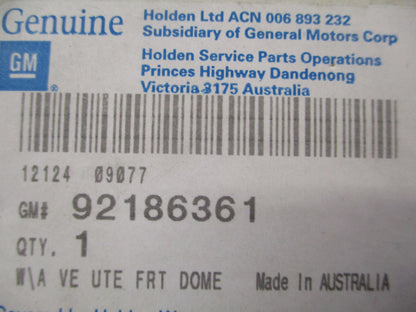 Genuine
GM
®
Holden Ltd ACN 006 893 232
Subsidiary of General Motors Corp
Holden Service Parts Operations
Princes Highway Dandenong
Victoria 3175 Australia
12124 09077
GM# 92186361
QTY. 1
W\A VE UTE FRT DOME Made In AUSTRALIA